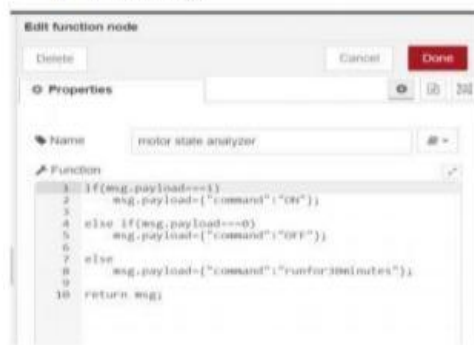 Edit function node
Delete Cancel Done
Properties
Name motor state analyzer
Function
1 if(msg.payload===1)
2 msg.payload={"command":"ON"};
3
4 else if(msg.payload===0)
5 msg.payload={"command":"OFF"};
6
7 else
8 msg.payload={"command":"runfor30minutes"};
9
10 return msg;